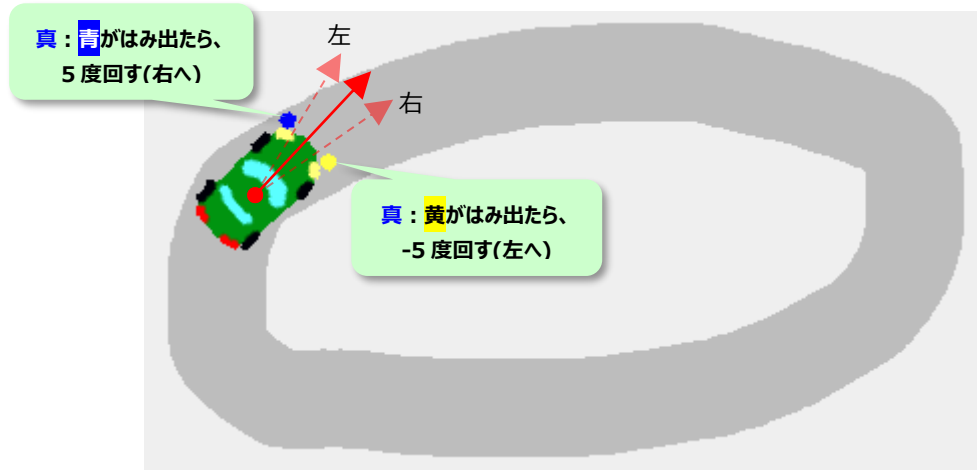 真：青がはみ出たら、
5 度回す(右へ)
左
右
真：黄がはみ出たら、
-5 度回す(左へ)